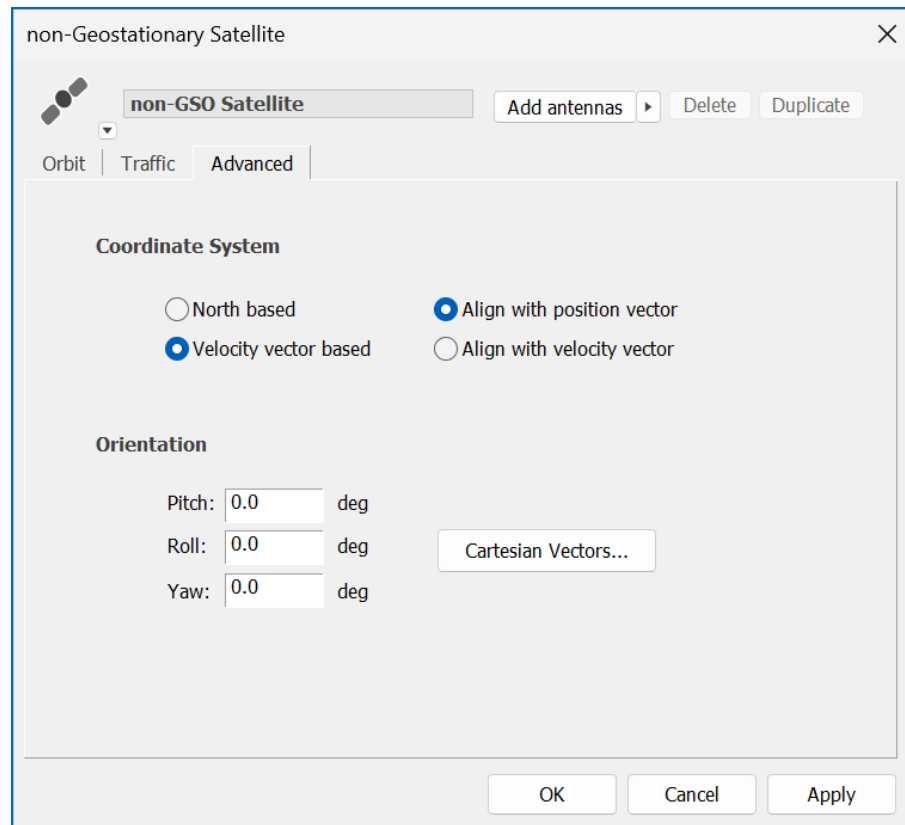 non-Geostationary Satellite
non-GSO Satellite Add antennas Delete Duplicate
Orbit Traffic Advanced
Coordinate System
North based Align with position vector
Velocity vector based Align with velocity vector
Orientation
Pitch: 0.0 deg
Roll: 0.0 deg Cartesian Vectors...
Yaw: 0.0 deg
OK Cancel Apply